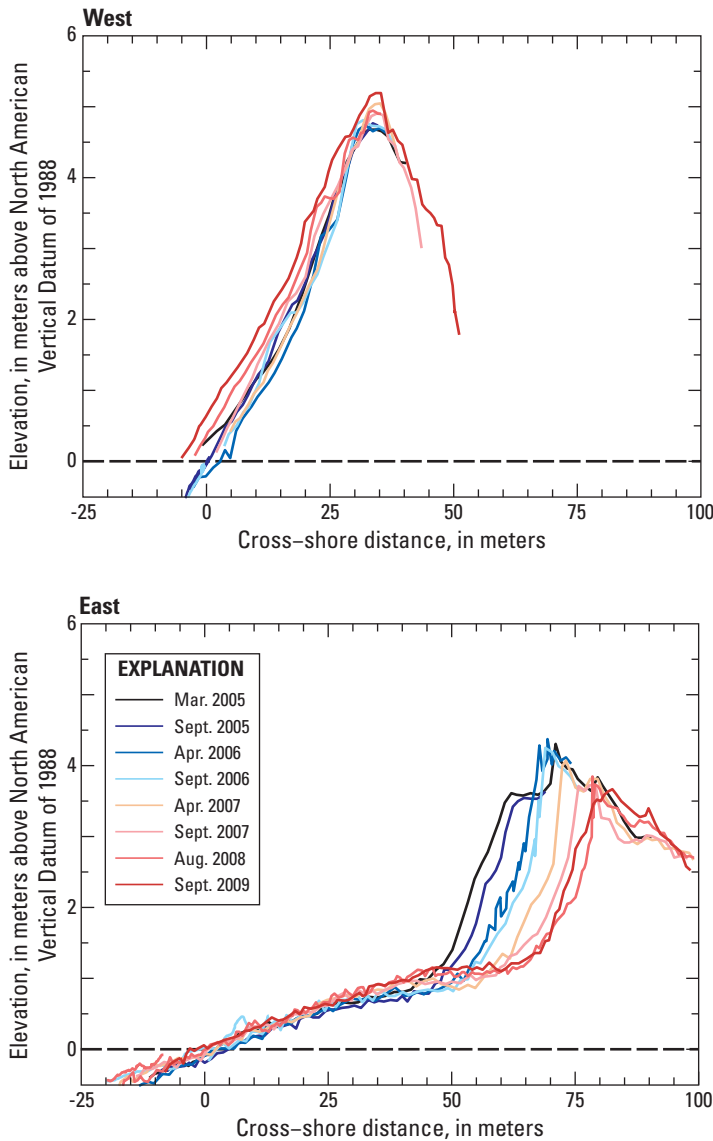 West
6
4
2
0
-25
0
25
50
75
100
Elevation, in meters above North American
Vertical Datum of 1988
Cross–shore distance, in meters
East
6
4
2
0
-25
0
25
50
75
100
Elevation, in meters above North American
Vertical Datum of 1988
EXPLANATION
Mar. 2005
Sept. 2005
Apr. 2006
Sept. 2006
Apr. 2007
Sept. 2007
Aug. 2008
Sept. 2009
Cross–shore distance, in meters